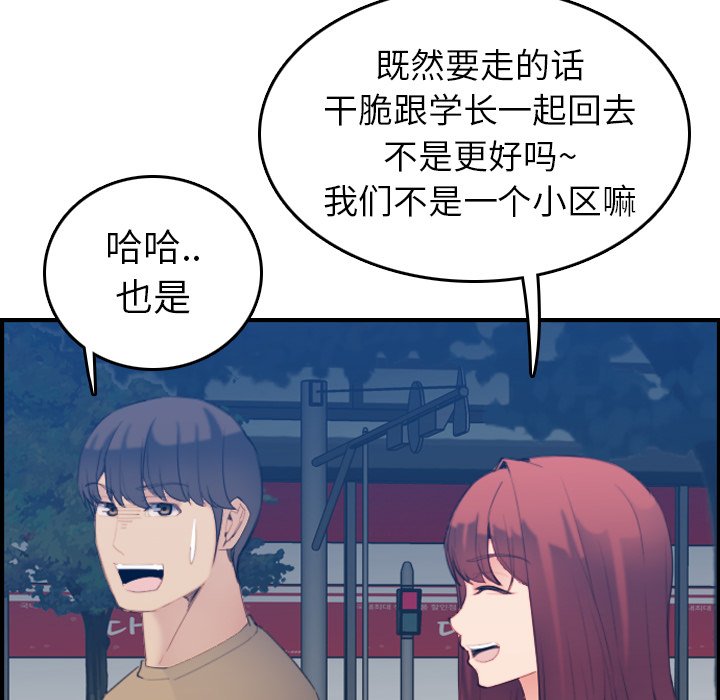 既然要走的话
干脆跟学长一起回去
不是更好吗~
我们不是一个小区嘛
哈哈..
也是